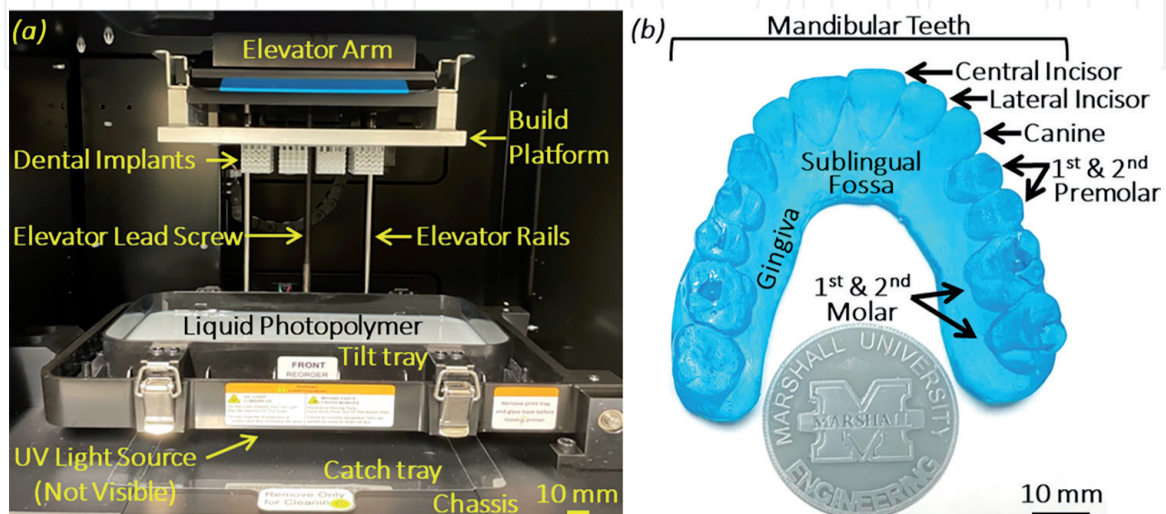 (a)
Elevator Arm
Build
Platform
Dental Implants
Elevator Lead Screw
Elevator Rails
Liquid Photopolymer
Tilt tray
FRONT
REORDER
UV Light Source
(Not Visible)
Catch tray
Remove Only
for Cleaning
Chassis
10 mm
Remove print tray
and glass base before
moving printer
(b)
Mandibular Teeth
Central Incisor
Lateral Incisor
Canine
1st & 2nd
Premolar
Sublingual
Fossa
Gingiva
1st & 2nd
Molar
MARSHALL UNIVERSITY
M
MARSHALL
ENGINEERING
10 mm